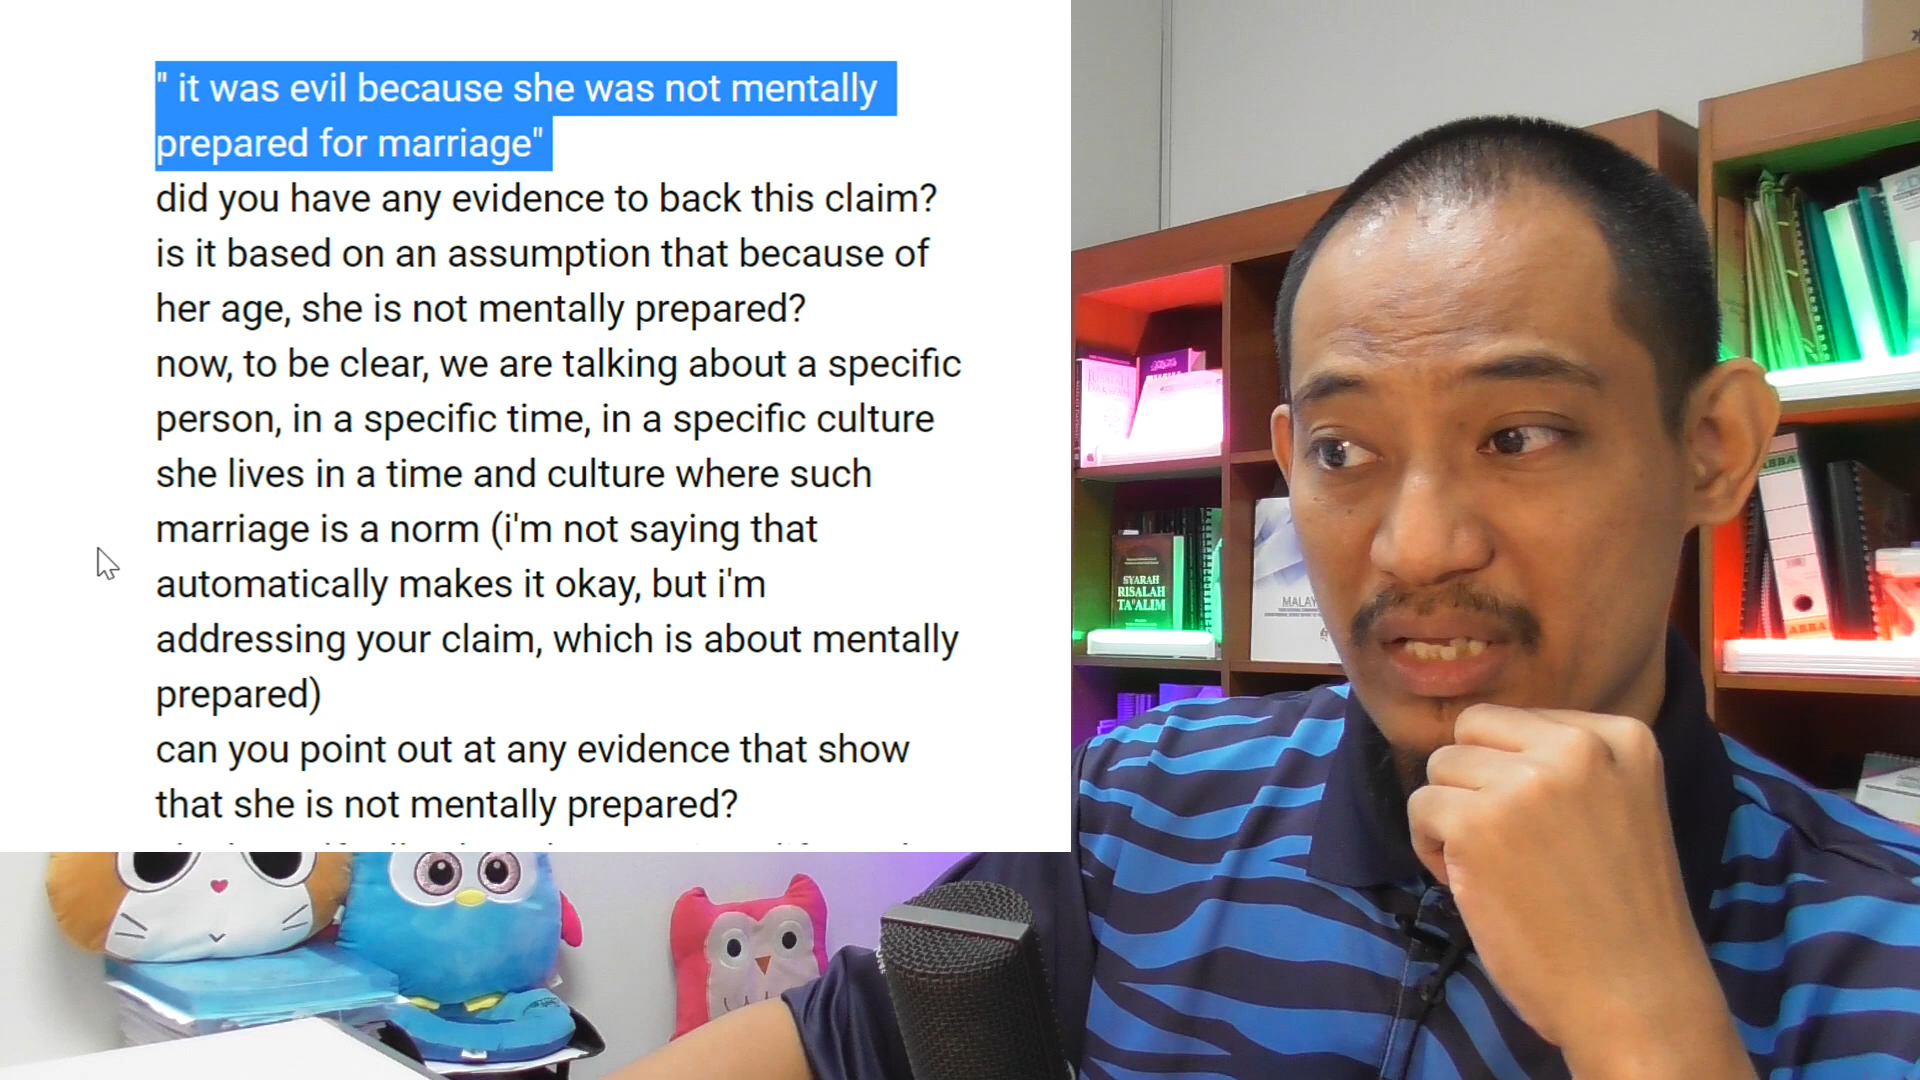 " it was evil because she was not mentally
prepared for marriage"
did you have any evidence to back this claim?
is it based on an assumption that because of
her age, she is not mentally prepared?
now, to be clear, we are talking about a specific
person, in a specific time, in a specific culture
she lives in a time and culture where such
marriage is a norm (i'm not saying that
automatically makes it okay, but i'm
addressing your claim, which is about mentally
prepared)
can you point out at any evidence that show
that she is not mentally prepared?
SYARAH
RISALAH
TA'ALIM
ABBA